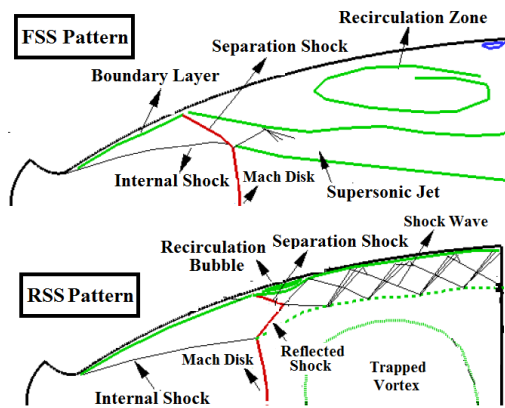 FSS Pattern
Recirculation Zone
Separation Shock
Boundary Layer
Internal Shock
Mach Disk
Supersonic Jet
RSS Pattern
Shock Wave
Recirculation
Bubble
Separation Shock
Mach Disk
Reflected
Shock
Trapped
Vortex
Internal Shock